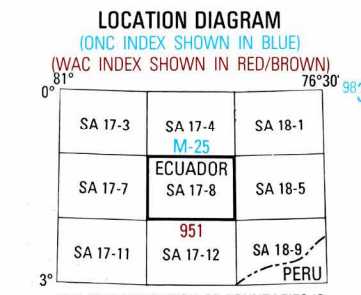 LOCATION DIAGRAM
(ONC INDEX SHOWN IN BLUE)
(WAC INDEX SHOWN IN RED/BROWN)
81° 76°30'
0° 98
SA 17-3 SA 17-4 SA 18-1
M-25
ECUADOR
SA 17-7 SA 17-8 SA 18-5
951
SA 17-11 SA 17-12 SA 18-9
PERU
3°